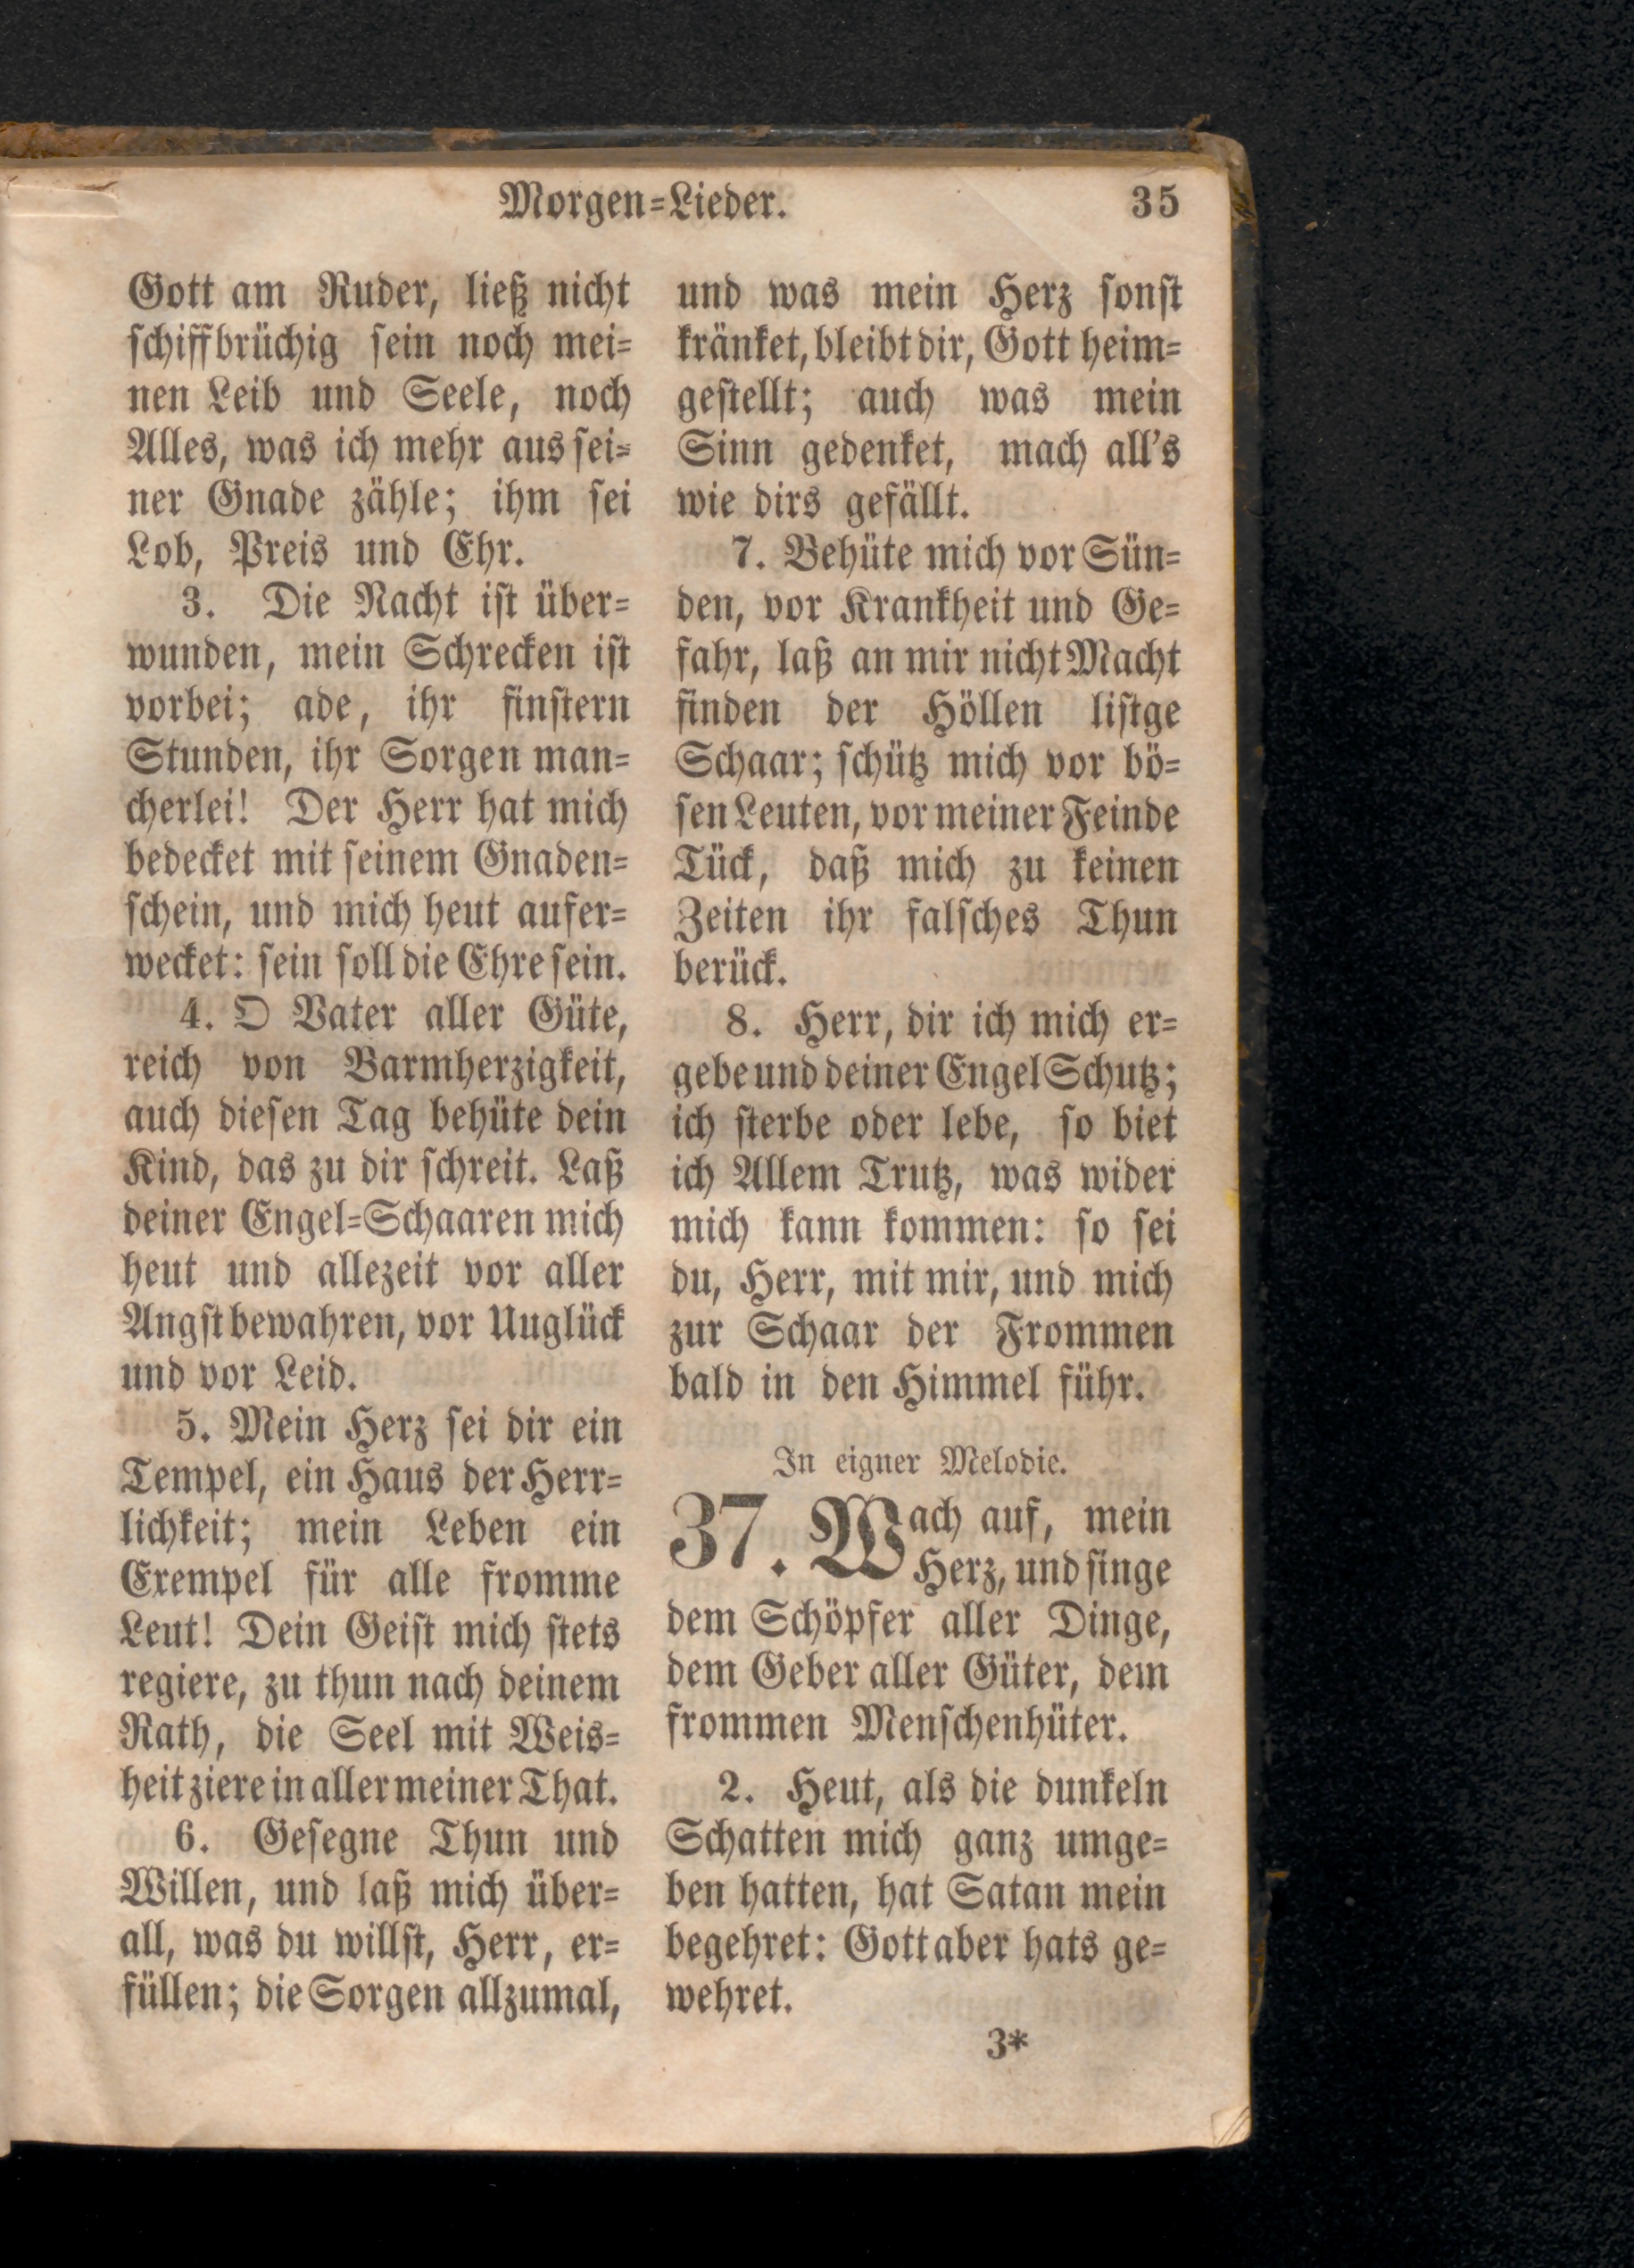 Morgen=Lieder. 35
Gott am Ruder, ließ nicht
schiffbrüchig sein noch mei=
nen Leib und Seele, noch
Alles, was ich mehr aus sei=
ner Gnade zähle; ihm sei
Lob, Preis und Ehr.
3. Die Nacht ist über=
wunden, mein Schrecken ist
vorbei; ade, ihr finstern
Stunden, ihr Sorgen man=
cherlei! Der Herr hat mich
bedecket mit seinem Gnaden=
schein, und mich heut aufer=
wecket: sein soll die Ehre sein.
4. O Vater aller Güte,
reich von Barmherzigkeit,
auch diesen Tag behüte dein
Kind, das zu dir schreit. Laß
deiner Engel=Schaaren mich
heut und allezeit vor aller
Angst bewahren, vor Unglück
und vor Leid.
5. Mein Herz sei dir ein
Tempel, ein Haus der Herr=
lichkeit; mein Leben ein
Exempel für alle fromme
Leut! Dein Geist mich stets
regiere, zu thun nach deinem
Rath, die Seel mit Weis=
heit ziere in aller meiner That.
6. Gesegne Thun und
Willen, und laß mich über=
all, was du willst, Herr, er=
füllen; die Sorgen allzumal,
und was mein Herz sonst
kränket, bleibt dir, Gott heim=
gestellt; auch was mein
Sinn gedenket, mach all's
wie dirs gefällt.
7. Behüte mich vor Sün=
den, vor Krankheit und Ge=
fahr, laß an mir nicht Macht
finden der Höllen listge
Schaar; schütz mich vor bö=
sen Leuten, vor meiner Feinde
Tück, daß mich zu keinen
Zeiten ihr falsches Thun
berück.
8. Herr, dir ich mich er=
gebe und deiner Engel Schutz;
ich sterbe oder lebe, so biet
ich Allem Trutz, was wider
mich kann kommen: so sei
du, Herr, mit mir, und mich
zur Schaar der Frommen
bald in den Himmel führ.
In eigner Melodie.
37. Wach auf, mein
Herz, und singe
dem Schöpfer aller Dinge,
dem Geber aller Güter, dem
frommen Menschenhüter.
2. Heut, als die dunkeln
Schatten mich ganz umge=
ben hatten, hat Satan mein
begehret: Gott aber hats ge=
wehret.
3*